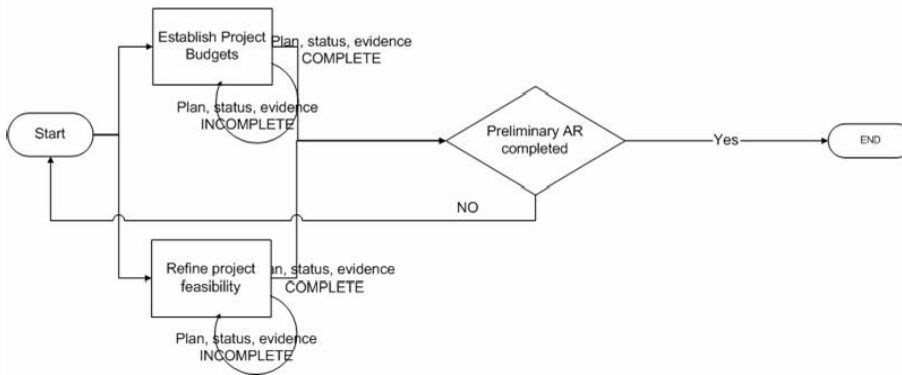 Establish Project
Budgets
Plan, status, evidence
COMPLETE
Plan, status, evidence
INCOMPLETE
Start
Preliminary AR
completed
Yes
END
NO
Refine project
feasibility
n, status, evidence
COMPLETE
Plan, status, evidence
INCOMPLETE